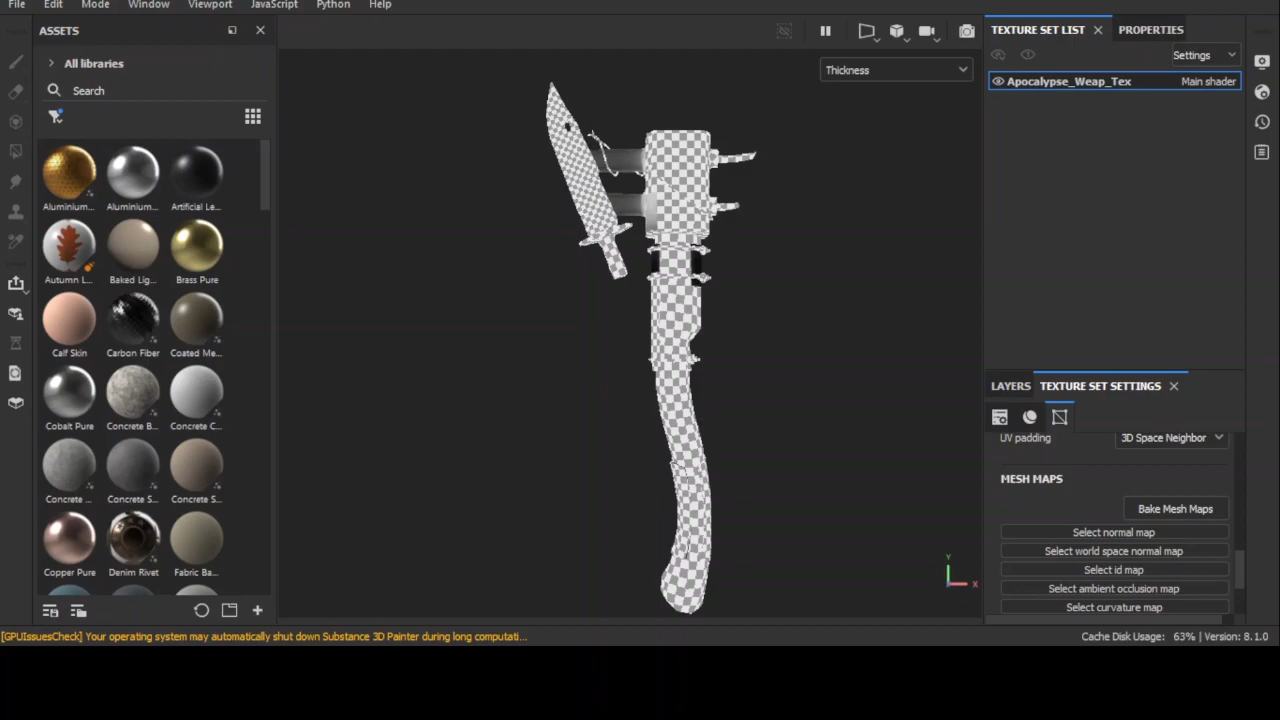 File Edit Mode Window Viewport JavaScript Python Help
ASSETS
All libraries
Search
Aluminium... Aluminium... Artificial Le...
Autumn L... Baked Lig... Brass Pure
Calf Skin Carbon Fiber Coated Me...
Cobalt Pure Concrete B... Concrete C...
Concrete ... Concrete S... Concrete S...
Copper Pure Denim Rivet Fabric Ba...
Thickness
Y
X
TEXTURE SET LIST PROPERTIES
Settings
Apocalypse_Weap_Tex Main shader
LAYERS TEXTURE SET SETTINGS
UV padding 3D Space Neighbor
MESH MAPS
Bake Mesh Maps
Select normal map
Select world space normal map
Select id map
Select ambient occlusion map
Select curvature map
[GPUIssuesCheck] Your operating system may automatically shut down Substance 3D Painter during long computati...
Cache Disk Usage: 63% | Version: 8.1.0